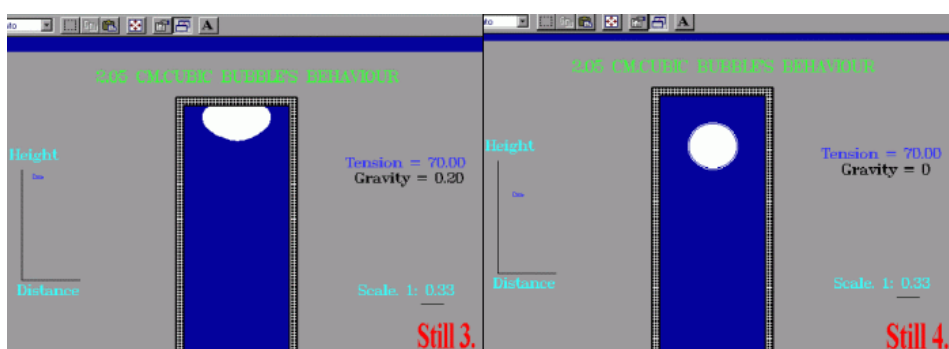 2.05 CM.CUBIC BUBBLE'S BEHAVIOUR
Height
Tension = 70.00
Gravity = 0.20
Distance
Scale. 1: 0.33
Still 3.
A
2.05 CM.CUBIC BUBBLE'S BEHAVIOUR
Height
Tension = 70.00
Gravity = 0
Distance
Scale. 1: 0.33
Still 4.
A